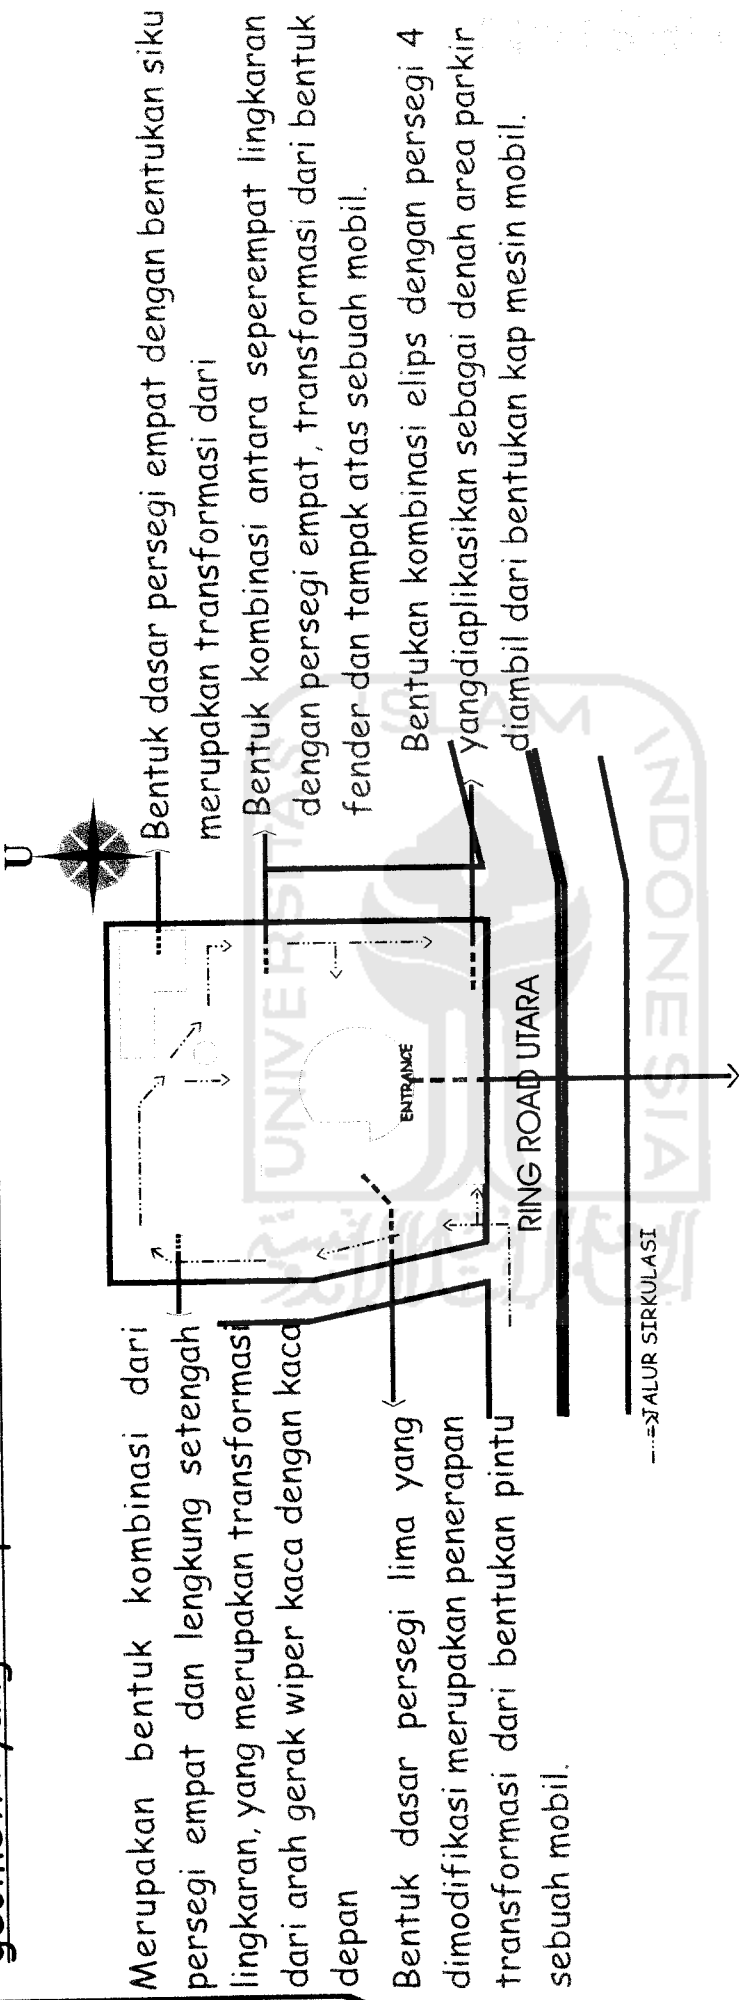 U
Merupakan bentuk kombinasi dari
persegi empat dan lengkung setengah
lingkaran, yang merupakan transformasi
dari arah gerak wiper kaca dengan kaca
depan
Bentuk dasar persegi lima yang
dimodifikasi merupakan penerapan
transformasi dari bentukan pintu
sebuah mobil.
Bentuk dasar persegi empat dengan bentukan siku
merupakan transformasi dari
Bentuk kombinasi antara seperempat lingkaran
dengan persegi empat, transformasi dari bentuk
fender dan tampak atas sebuah mobil.
Bentukan kombinasi elips dengan persegi 4
yangdiaplikasikan sebagai denah area parkir
diambil dari bentukan kap mesin mobil.
ENTRANCE
RING ROAD UTARA
JALUR SIRKULASI
UNIVERSITAS
ISLAM
INDONESIA